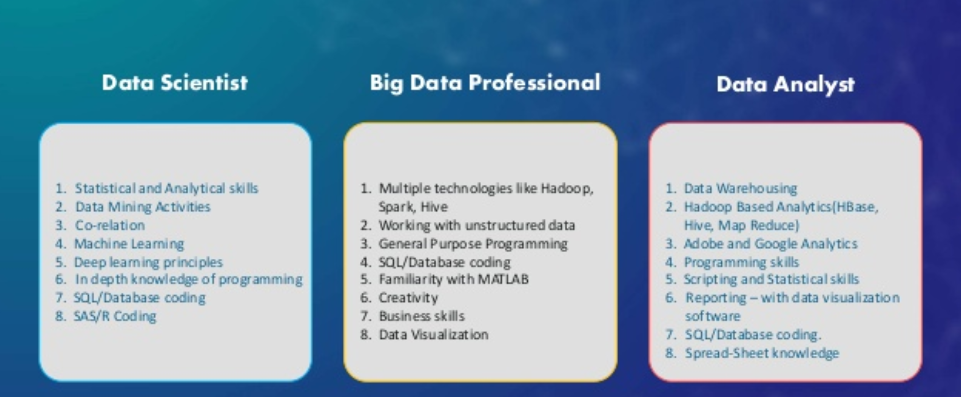 Data Scientist
1. Statistical and Analytical skills
2. Data Mining Activities
3. Co-relation
4. Machine Learning
5. Deep learning principles
6. In depth knowledge of programming
7. SQL/Database coding
8. SAS/R Coding
Big Data Professional
1. Multiple technologies like Hadoop,
Spark, Hive
2. Working with unstructured data
3. General Purpose Programming
4. SQL/Database coding
5. Familiarity with MATLAB
6. Creativity
7. Business skills
8. Data Visualization
Data Analyst
1. Data Warehousing
2. Hadoop Based Analytics(HBase,
Hive, Map Reduce)
3. Adobe and Google Analytics
4. Programming skills
5. Scripting and Statistical skills
6. Reporting – with data visualization
software
7. SQL/Database coding.
8. Spread-Sheet knowledge